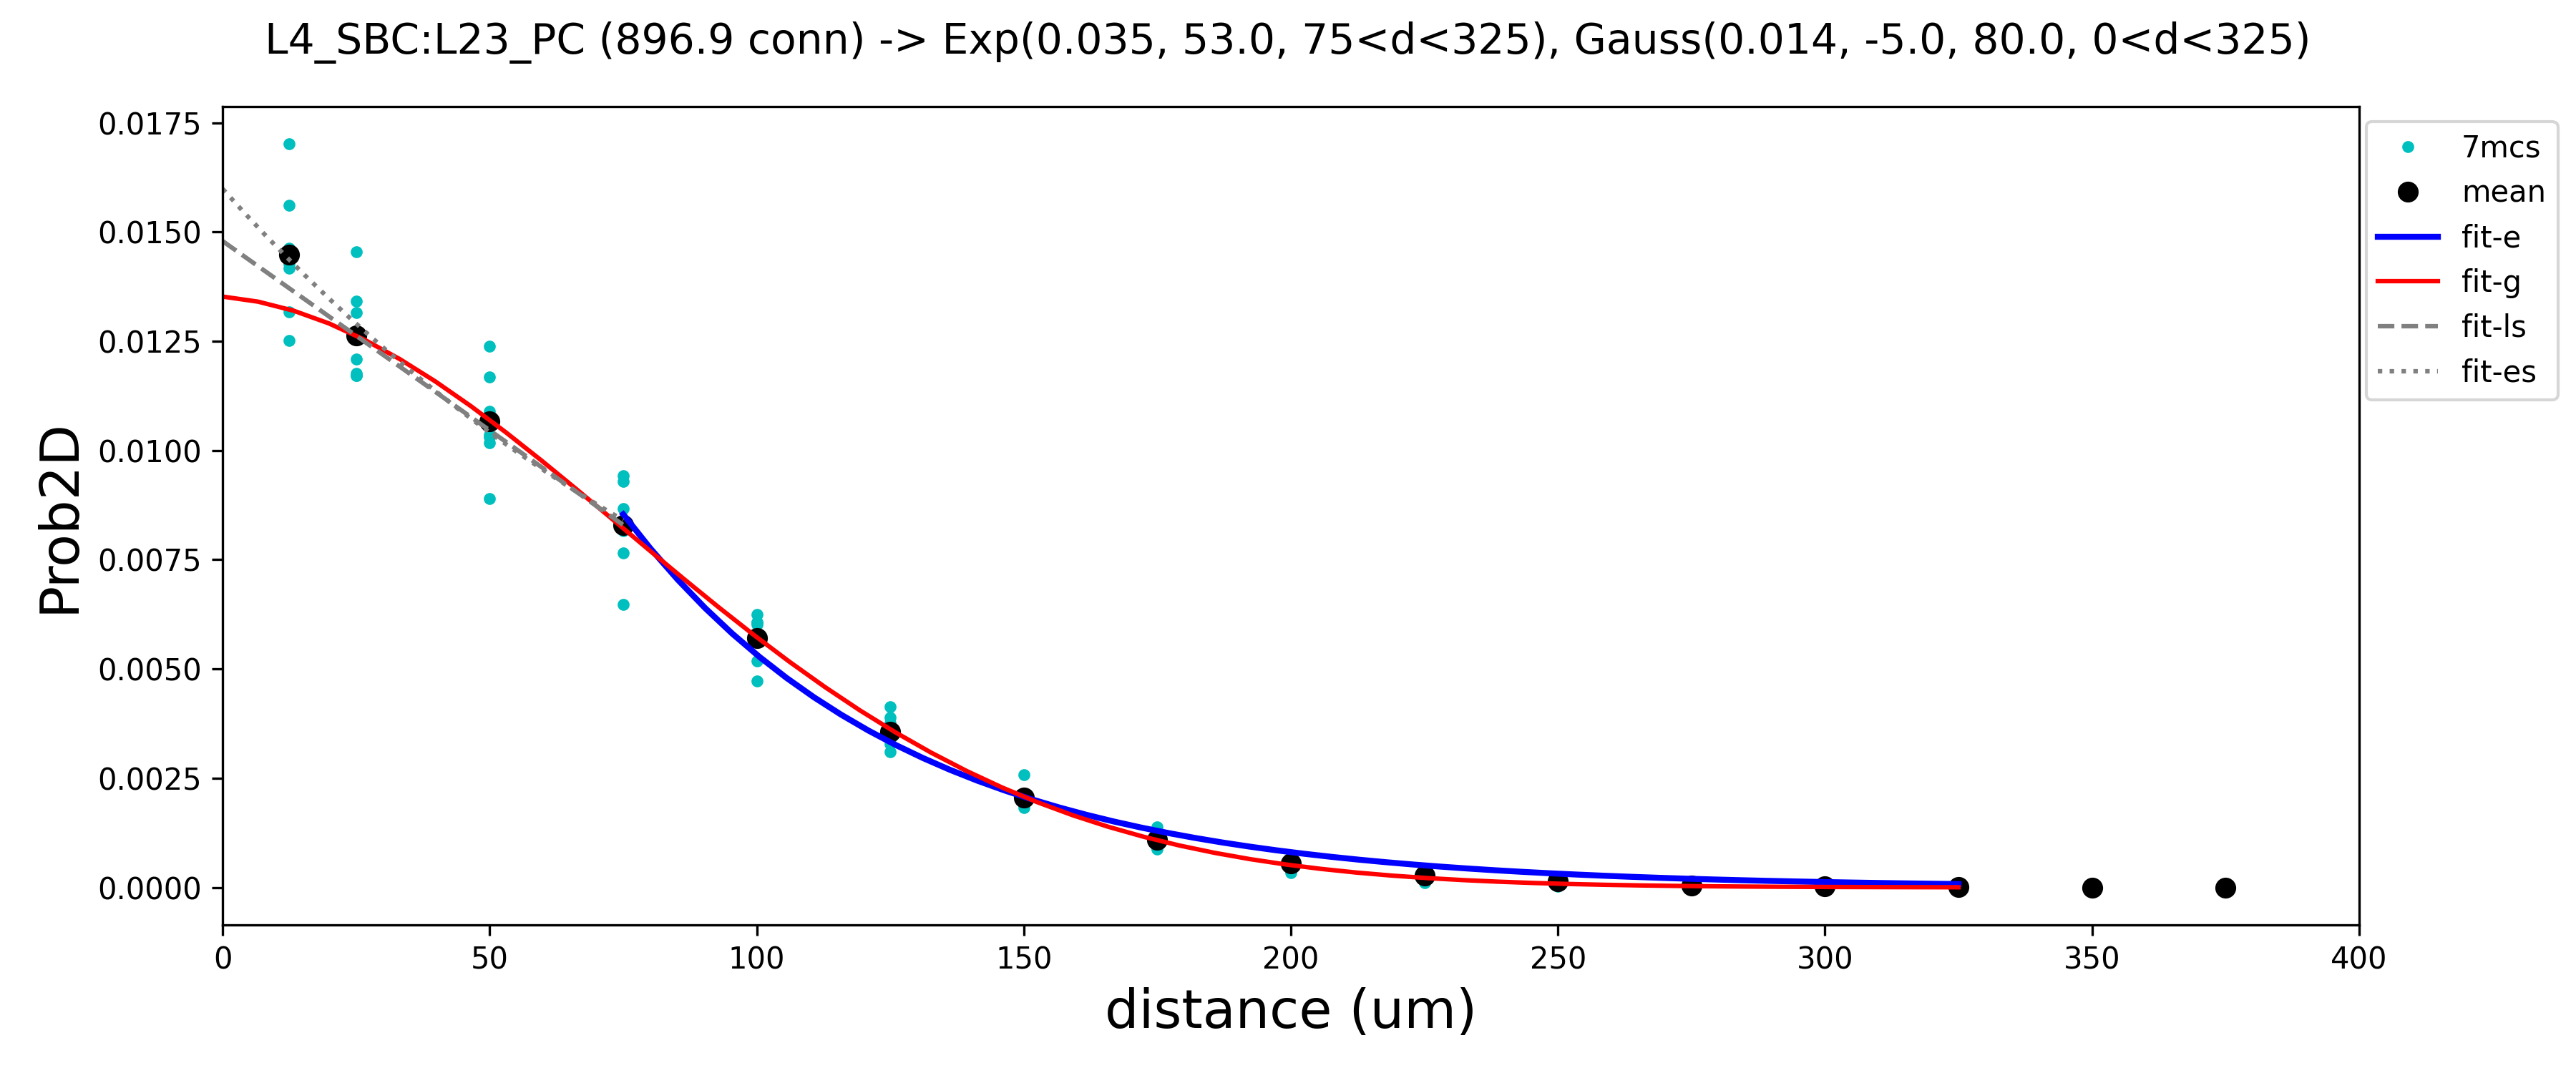 L4_SBC:L23_PC (896.9 conn) -> Exp(0.035, 53.0, 75<d<325), Gauss(0.014, -5.0, 80.0, 0<d<325)
0.0175
0.0150
0.0125
0.0100
0.0075
0.0050
0.0025
0.0000
Prob2D
0 50 100 150 200 250 300 350 400
distance (um)
7mcs
mean
fit-e
fit-g
fit-ls
fit-es